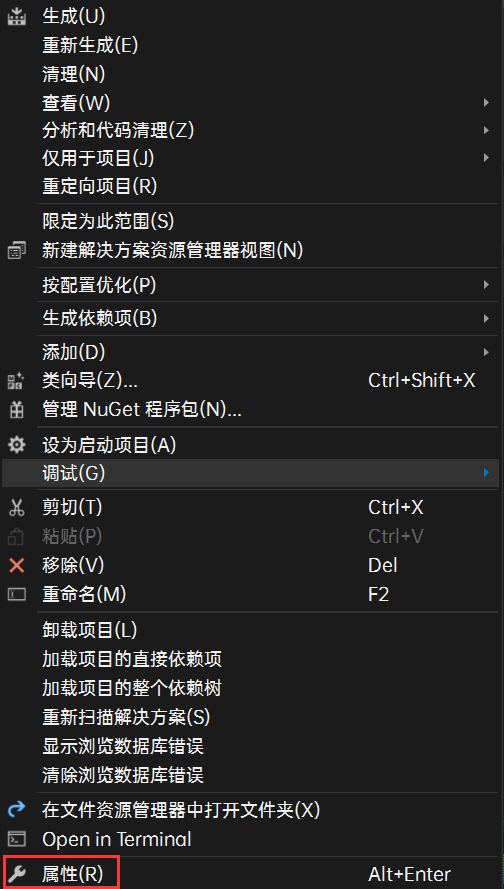 生成(U)
重新生成(E)
清理(N)
查看(W)
分析和代码清理(Z)
仅用于项目(J)
重定向项目(R)
限定为此范围(S)
新建解决方案资源管理器视图(N)
按配置优化(P)
生成依赖项(B)
添加(D)
类向导(Z)... Ctrl+Shift+X
管理 NuGet 程序包(N)...
设为启动项目(A)
调试(G)
剪切(T) Ctrl+X
粘贴(P) Ctrl+V
移除(V) Del
重命名(M) F2
卸载项目(L)
加载项目的直接依赖项
加载项目的整个依赖树
重新扫描解决方案(S)
显示浏览数据库错误
清除浏览数据库错误
在文件资源管理器中打开文件夹(X)
Open in Terminal
属性(R) Alt+Enter